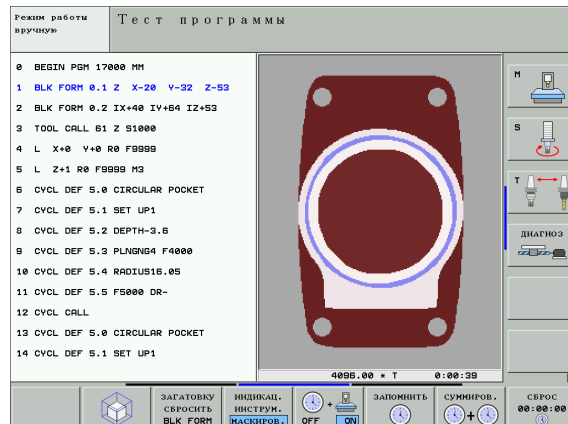 Режим работы
вручную
Тест программы
0 BEGIN PGM 17000 MM
1 BLK FORM 0.1 Z X-20 Y-32 Z-53
2 BLK FORM 0.2 IX+40 IY+64 IZ+53
3 TOOL CALL 61 Z S1000
4 L X+0 Y+0 R0 F9999
5 L Z+1 R0 F9999 M3
6 CYCL DEF 5.0 CIRCULAR POCKET
7 CYCL DEF 5.1 SET UP1
8 CYCL DEF 5.2 DEPTH-3.6
9 CYCL DEF 5.3 PLNGNG4 F4000
10 CYCL DEF 5.4 RADIUS16.05
11 CYCL DEF 5.5 F5000 DR-
12 CYCL CALL
13 CYCL DEF 5.0 CIRCULAR POCKET
14 CYCL DEF 5.1 SET UP1
4096.00 * T 0:00:39
M
S
T
ДИАГНОЗ
ЗАГАТОВКУ
СБРОСИТЬ
BLK FORM
ИНДИКАЦ.
ИНСТРУМ.
МАСКИРОВ.
+
OFF ON
ЗАПОМНИТЬ
СУММИРОВ.
+
СБРОС
00:00:00